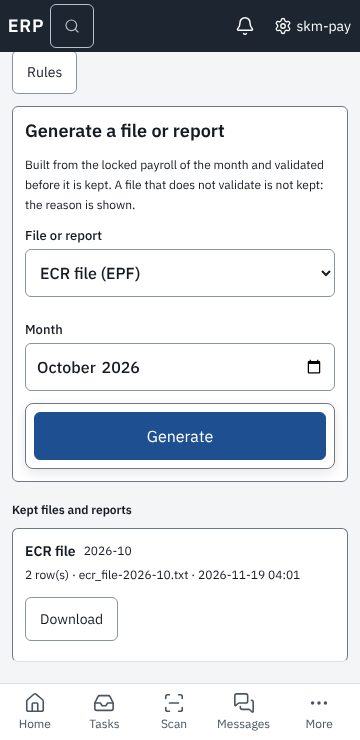 ERP
skm-pay
Rules
Generate a file or report
Built from the locked payroll of the month and validated
before it is kept. A file that does not validate is not kept:
the reason is shown.
File or report
ECR file (EPF)
Month
October 2026
Generate
Kept files and reports
ECR file 2026-10
2 row(s) · ecr_file-2026-10.txt · 2026-11-19 04:01
Download
Home Tasks Scan Messages More